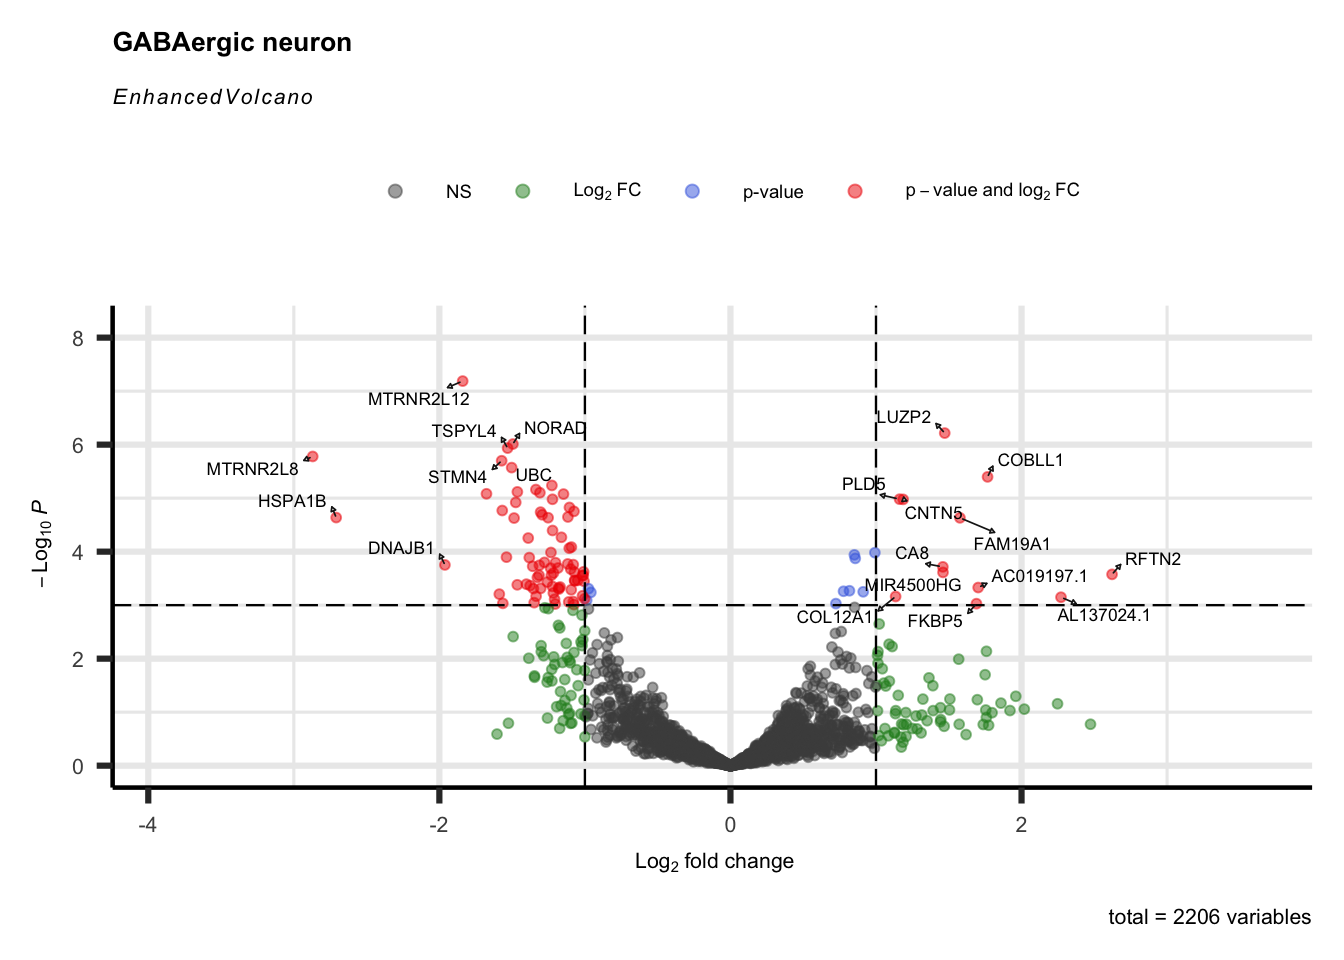 GABAergic neuron
EnhancedVolcano
NS Log2 FC p-value p – value and log2 FC
8
6
4
2
0
– Log10 P
MTRNR2L12
TSPYL4
NORAD
MTRNR2L8
STMN4
UBC
HSPA1B
DNAJB1
LUZP2
COBLL1
PLD5
CNTN5
FAM19A1
CA8
RFTN2
AC019197.1
MIR4500HG
COL12A1
FKBP5
AL137024.1
-4 -2 0 2
Log2 fold change
total = 2206 variables